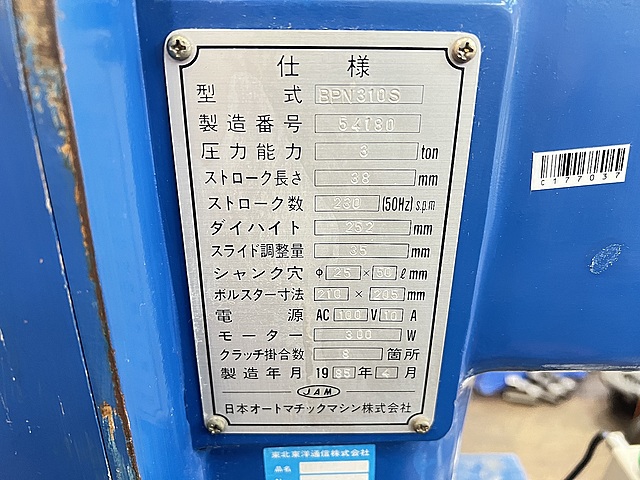 仕様
型式 BPN310S
製造番号 54180
圧力能力 3 ton
ストローク長さ 38 mm
ストローク数 230 (50Hz) s.p.m
ダイハイト 252 mm
スライド調整量 35 mm
シャンク穴 φ 25 × 50 ℓmm
ボルスター寸法 210 × 295 mm
電源 AC 100 V 10 A
モーター 300 W
クラッチ掛合数 8 箇所
製造年月 19 85 年 4 月
JAM
日本オートマチックマシン株式会社
C177037
東北東洋通信株式会社
品名